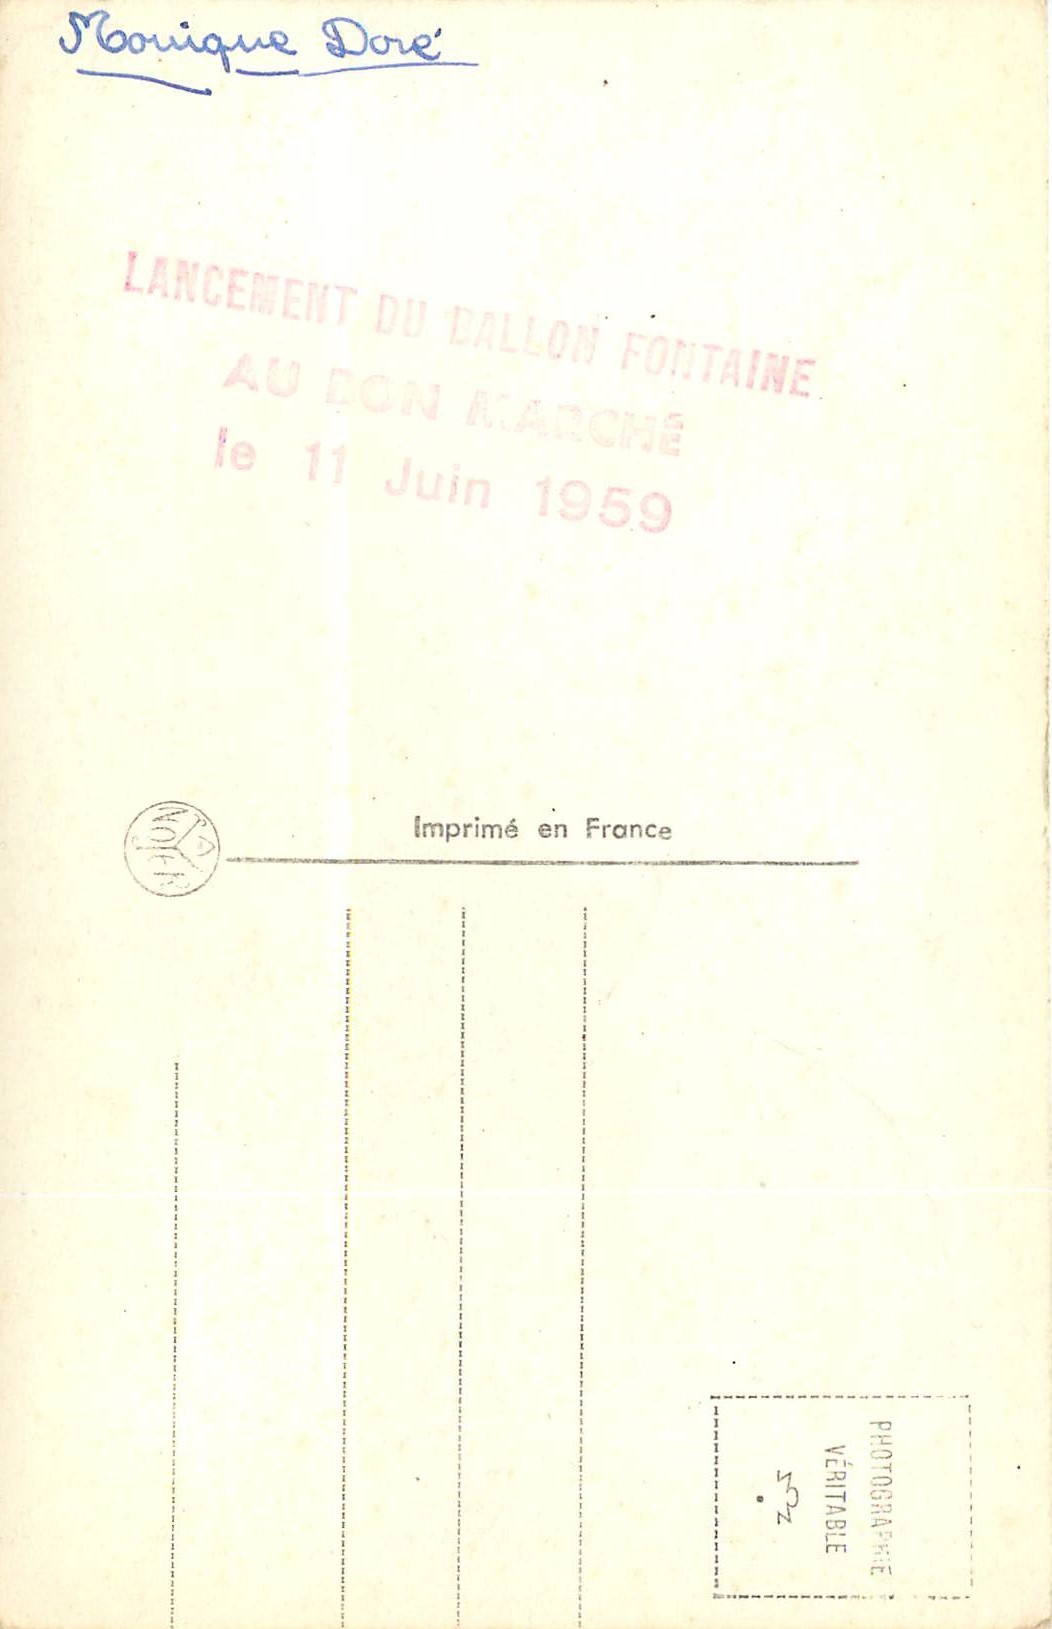 Monique Doré
LANCEMENT DU BALLON FONTAINE
AU BON MARCHÉ
le 11 Juin 1959
Imprimé en France
PHOTOGRAPHIE
VÉRITABLE